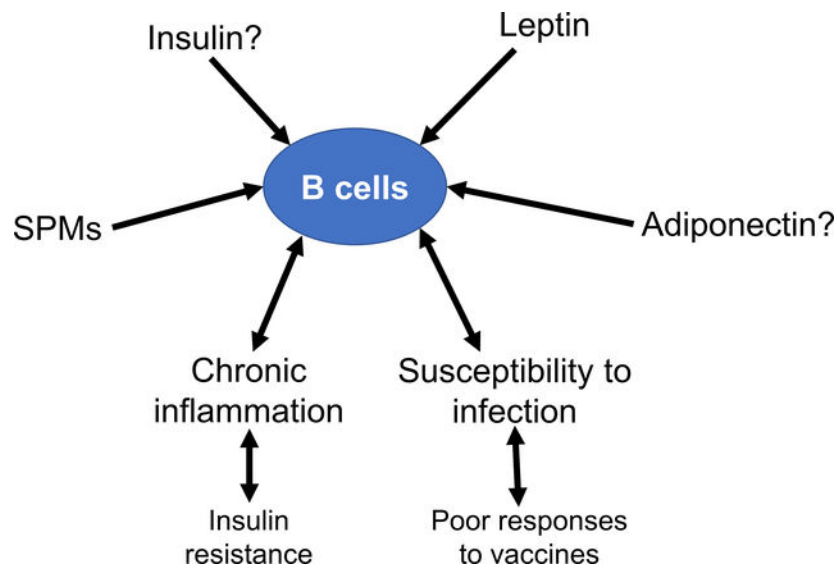 Insulin?
Leptin
B cells
SPMs
Adiponectin?
Chronic
inflammation
Susceptibility to
infection
Insulin
resistance
Poor responses
to vaccines